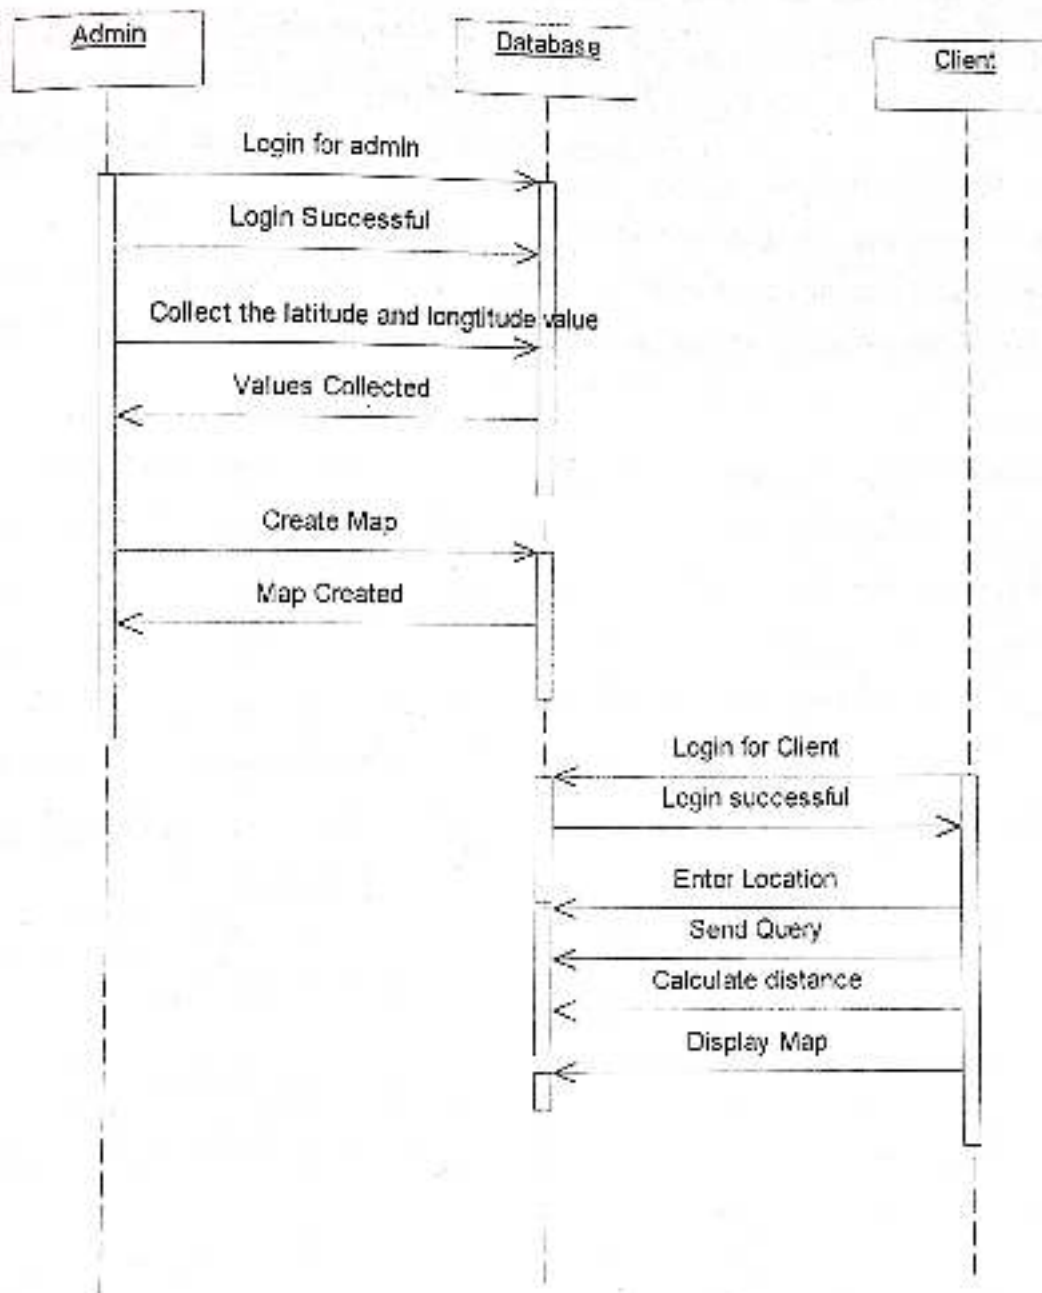 Admin
Database
Client
Login for admin
Login Successful
Collect the latitude and longtitude value
Values Collected
Create Map
Map Created
Login for Client
Login successful
Enter Location
Send Query
Calculate distance
Display Map